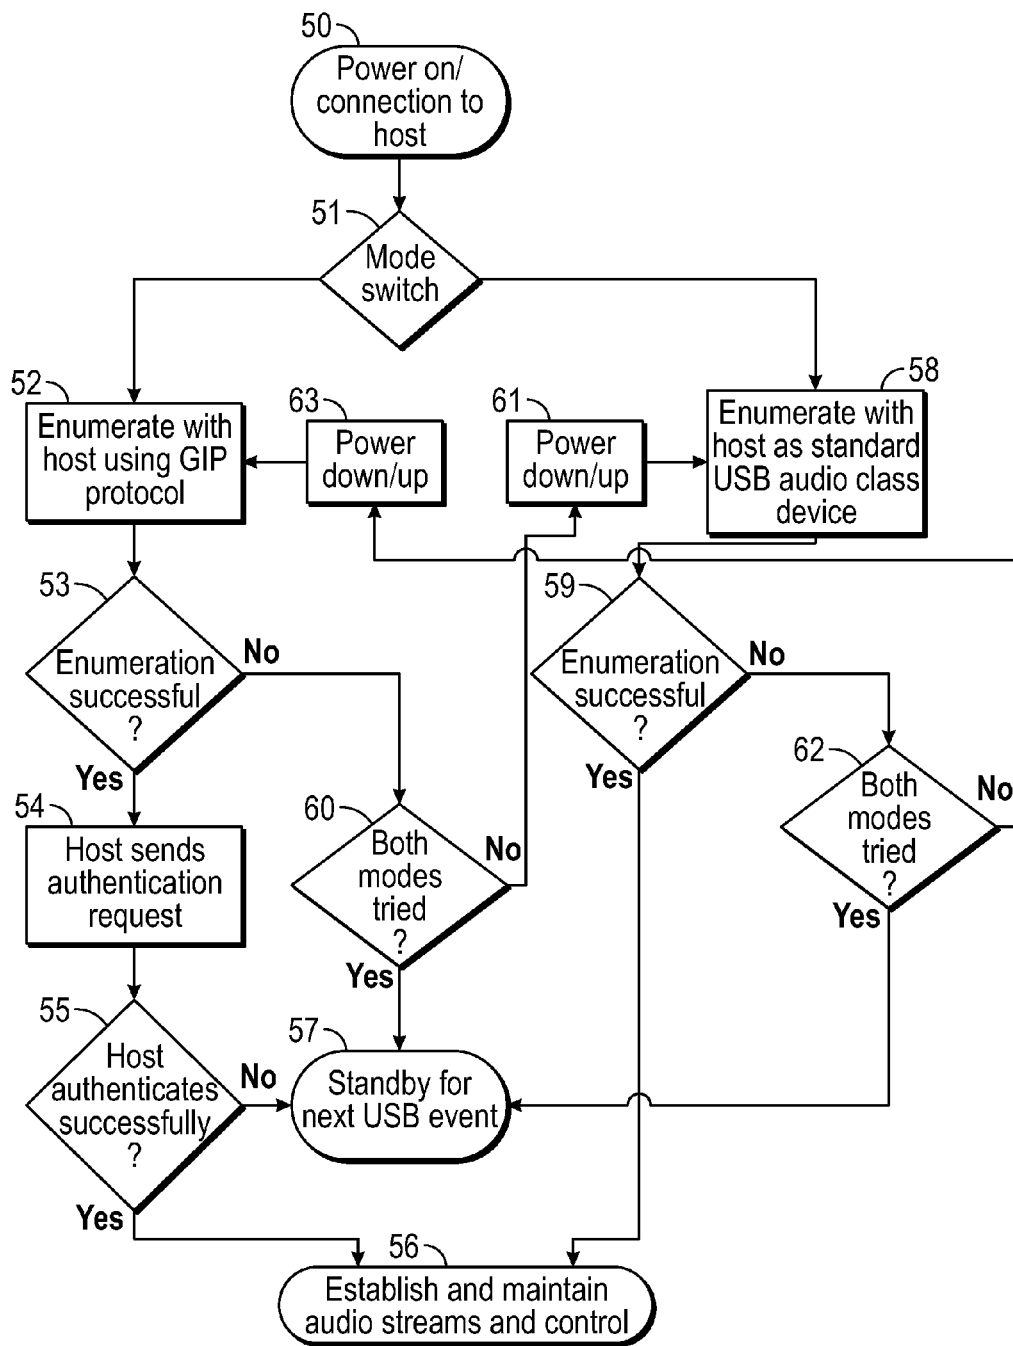 50
Power on/
connection to
host
51
Mode
switch
52
Enumerate with
host using GIP
protocol
63
Power
down/up
61
Power
down/up
58
Enumerate with
host as standard
USB audio class
device
53
Enumeration
successful
?
No
Yes
59
Enumeration
successful
?
No
Yes
54
Host sends
authentication
request
60
Both
modes
tried
?
No
Yes
62
Both
modes
tried
?
No
Yes
55
Host
authenticates
successfully
?
No
Yes
57
Standby for
next USB event
56
Establish and maintain
audio streams and control